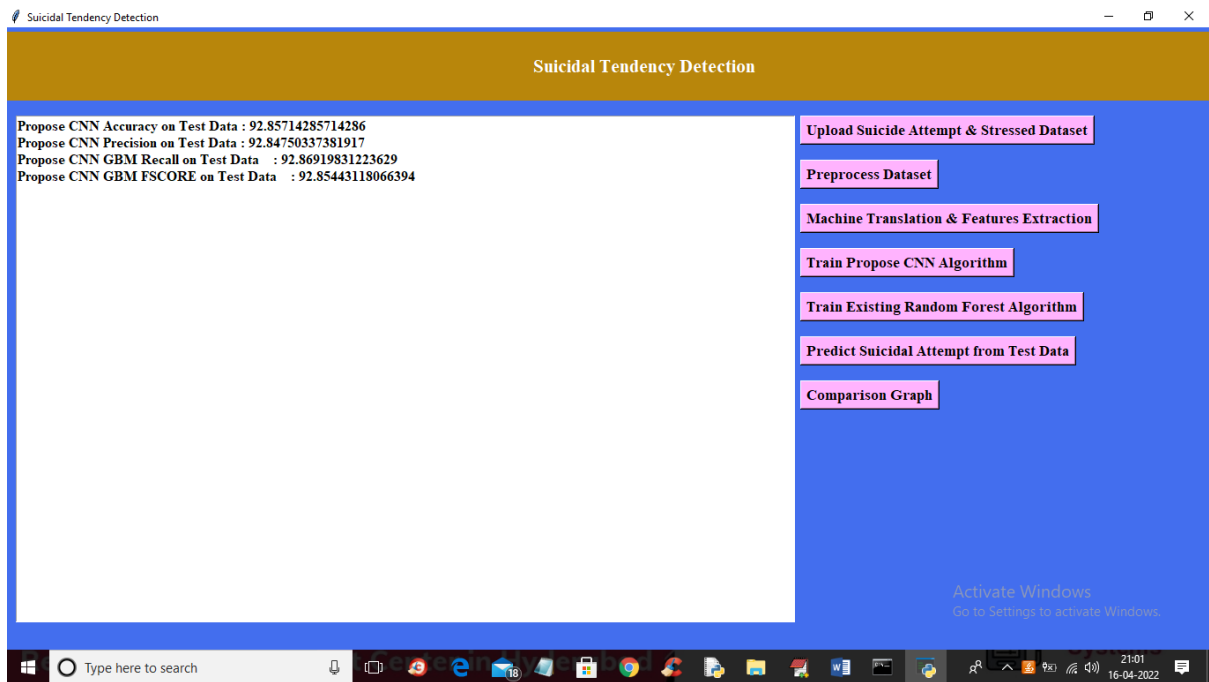 Suicidal Tendency Detection
Suicidal Tendency Detection
Propose CNN Accuracy on Test Data : 92.85714285714286
Propose CNN Precision on Test Data : 92.84750337381917
Propose CNN GBM Recall on Test Data : 92.86919831223629
Propose CNN GBM FSCORE on Test Data : 92.85443118066394
Upload Suicide Attempt & Stressed Dataset
Preprocess Dataset
Machine Translation & Features Extraction
Train Propose CNN Algorithm
Train Existing Random Forest Algorithm
Predict Suicidal Attempt from Test Data
Comparison Graph
Activate Windows
Go to Settings to activate Windows.
Type here to search
18
21:01
16-04-2022